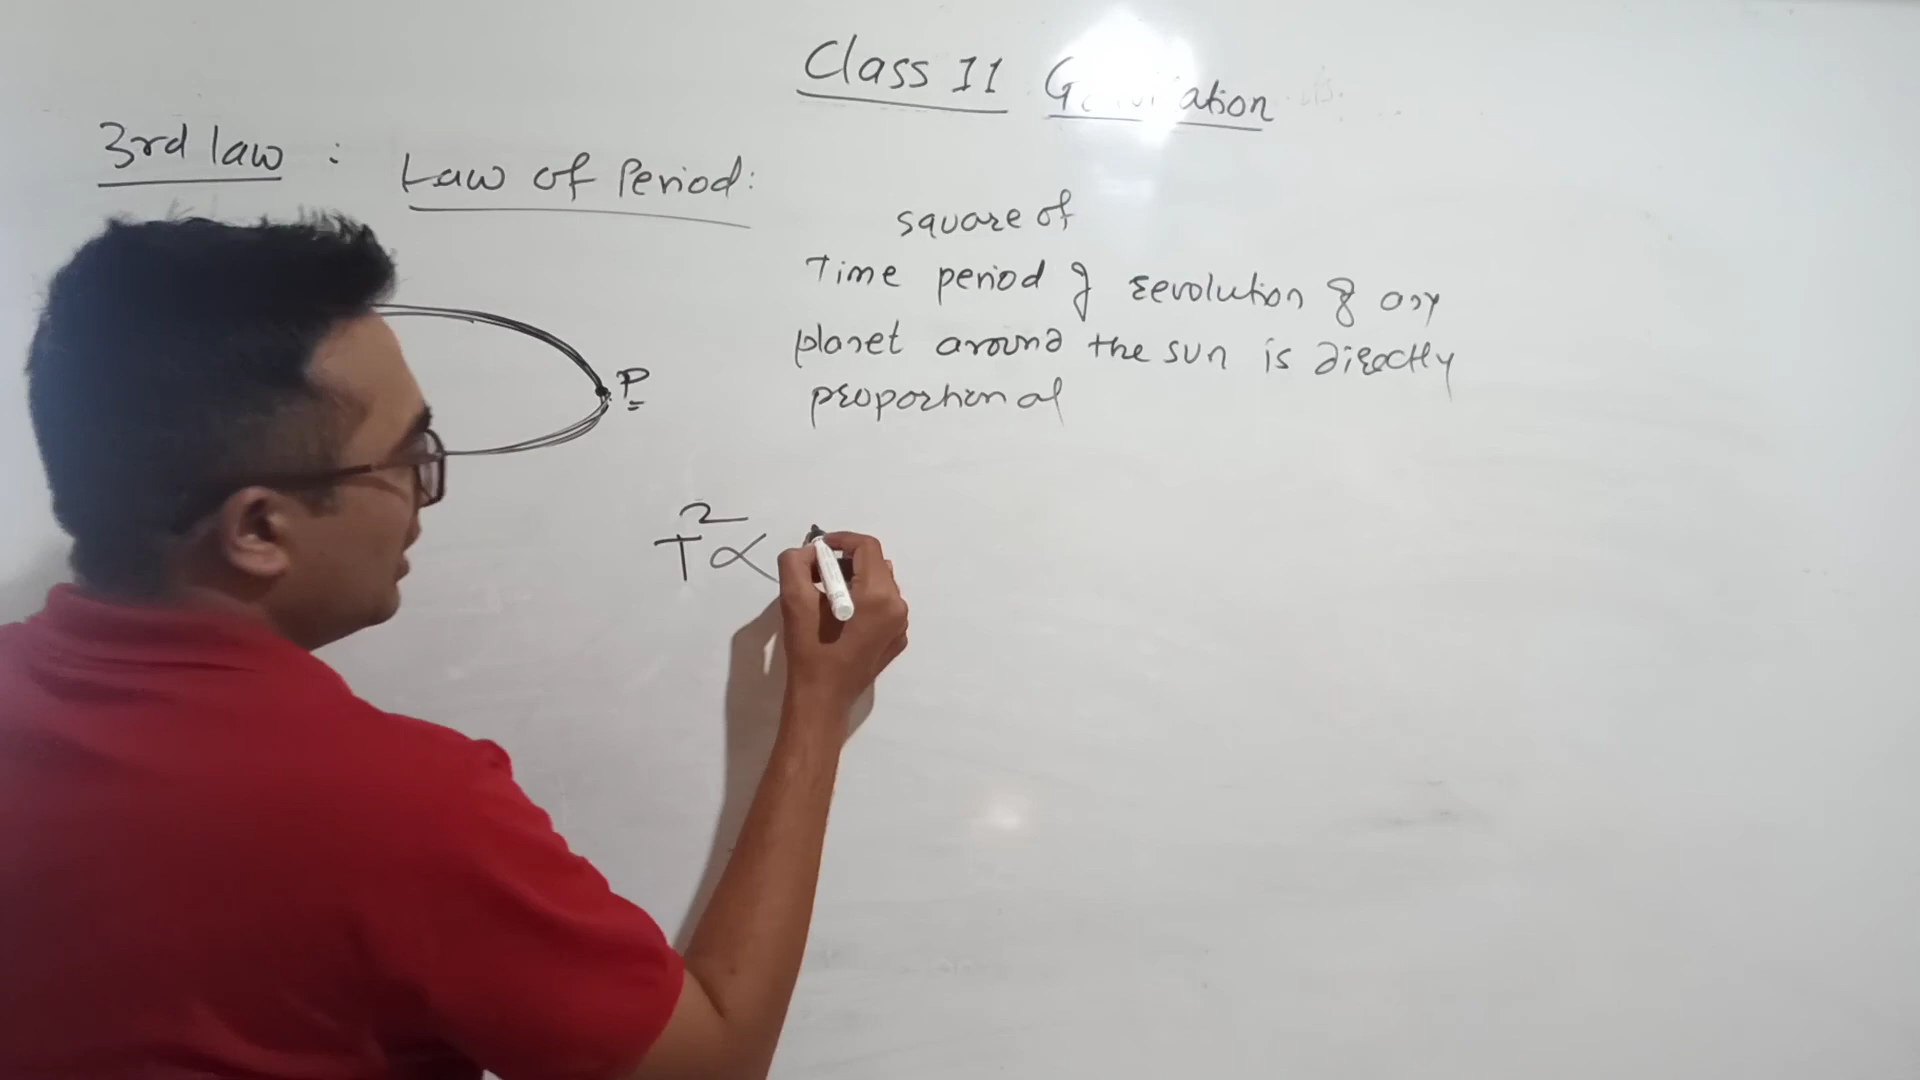 Class 11 Gravitation
3rd law : Law of Period:
square of
Time period of revolution of any
planet around the sun is directly
proportional
P
T² ∝